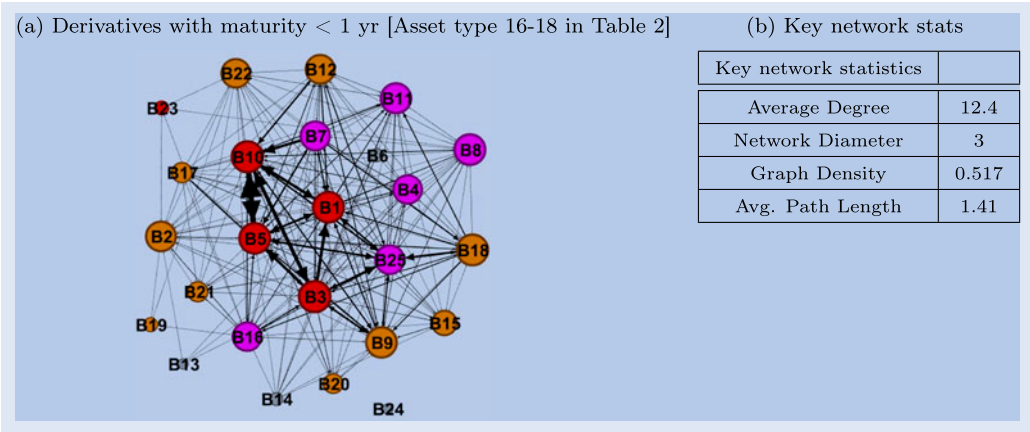 (a) Derivatives with maturity < 1 yr [Asset type 16-18 in Table 2]
B22
B12
B23
B11
B7
B8
B10
B6
B17
B4
B1
B2
B5
B18
B25
B21
B3
B19
B15
B16
B9
B13
B20
B14
B24
(b) Key network stats
Key network statistics
Average Degree 12.4
Network Diameter 3
Graph Density 0.517
Avg. Path Length 1.41